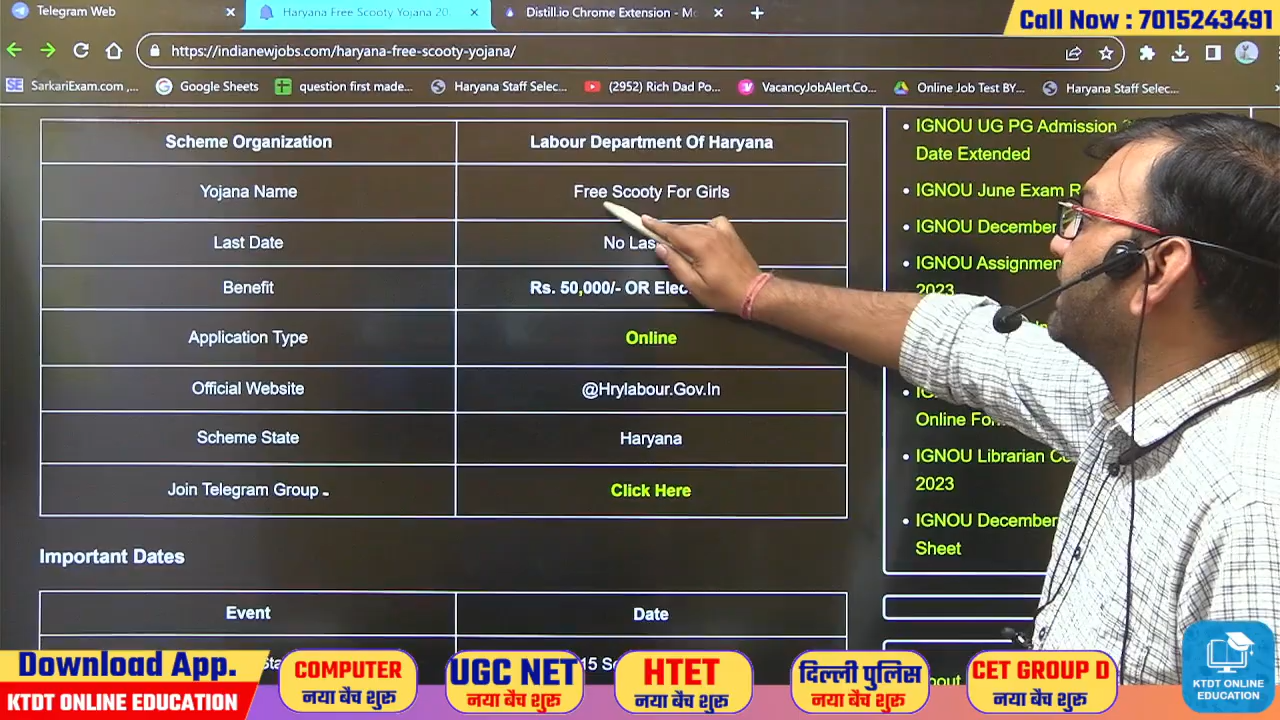 Telegram Web
Haryana Free Scooty Yojana 20
Distill.io Chrome Extension - Mo
Call Now : 7015243491
https://indianewjobs.com/haryana-free-scooty-yojana/
SarkariExam.com ,...
Google Sheets
question first made...
Haryana Staff Selec...
(2952) Rich Dad Po...
VacancyJobAlert.Co...
Online Job Test BY...
Haryana Staff Selec...
Scheme Organization
Labour Department Of Haryana
Yojana Name
Free Scooty For Girls
Last Date
No Las
Benefit
Rs. 50,000/- OR Elec
Application Type
Online
Official Website
@Hrylabour.Gov.In
Scheme State
Haryana
Join Telegram Group
Click Here
Important Dates
Event
Date
IGNOU UG PG Admission
Date Extended
IGNOU June Exam R
IGNOU December
IGNOU Assignmen
2023
Online For
IGNOU Librarian Co
2023
IGNOU December
Sheet
Download App.
KTDT ONLINE EDUCATION
COMPUTER
नया बैच शुरू
UGC NET
नया बैच शुरू
HTET
नया बैच शुरू
दिल्ली पुलिस
नया बैच शुरू
CET GROUP D
नया बैच शुरू
KTDT ONLINE
EDUCATION